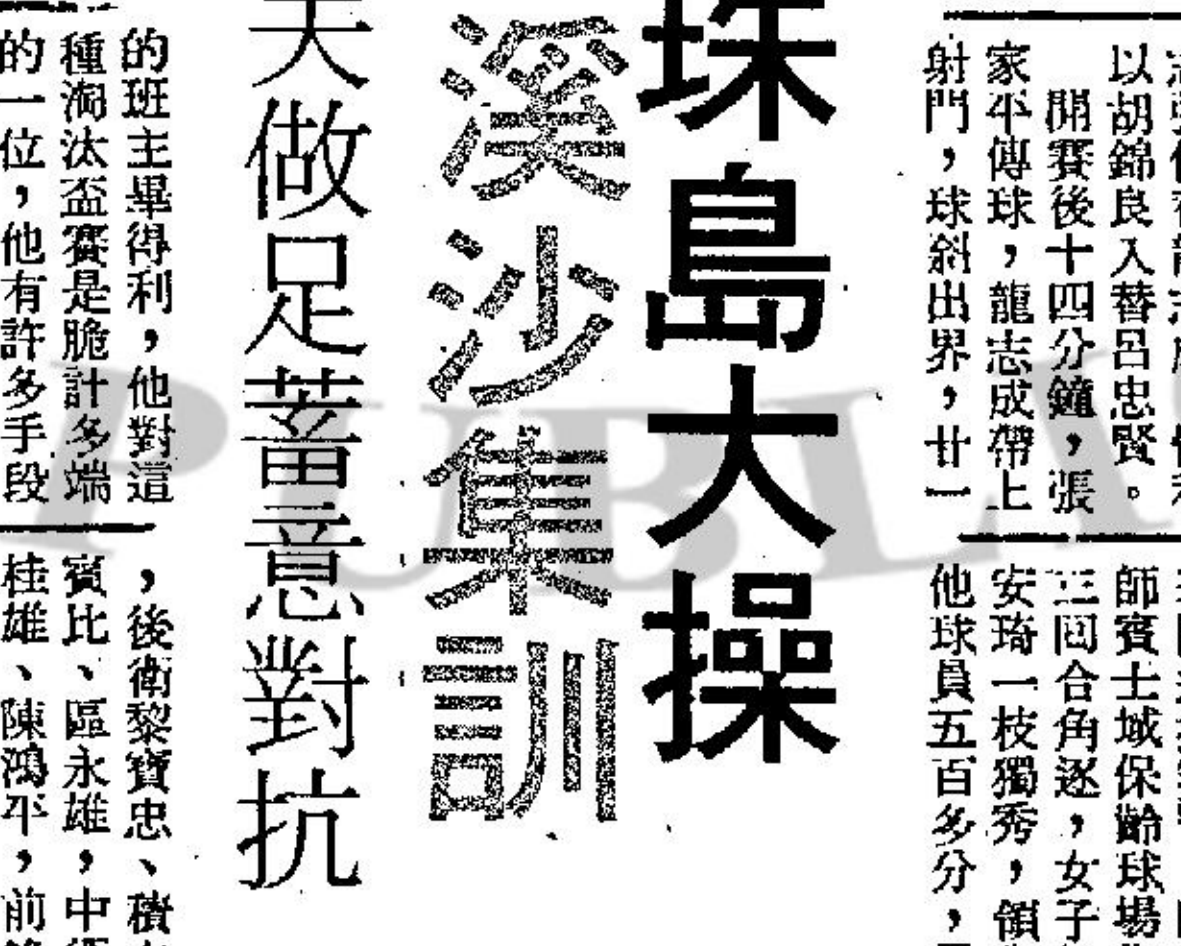 以胡錦良入替呂忠賢。
開賽後十四分鐘，張
家平傳球，龍志成帶上
射門，球斜出界，廿一
師賓士域保齡球場
三回合角逐，女子
安琦一枝獨秀，領
他球員五百多分，
珠島大操
溪沙集訓
天做足蓄意對抗
的班主畢得利，他對這
種淘汰盃賽是脆計多端
的一位，他有許多手段
，後衛黎寶忠、積
賓比、區永雄，中
桂雄、陳鴻平，前
PUBLI